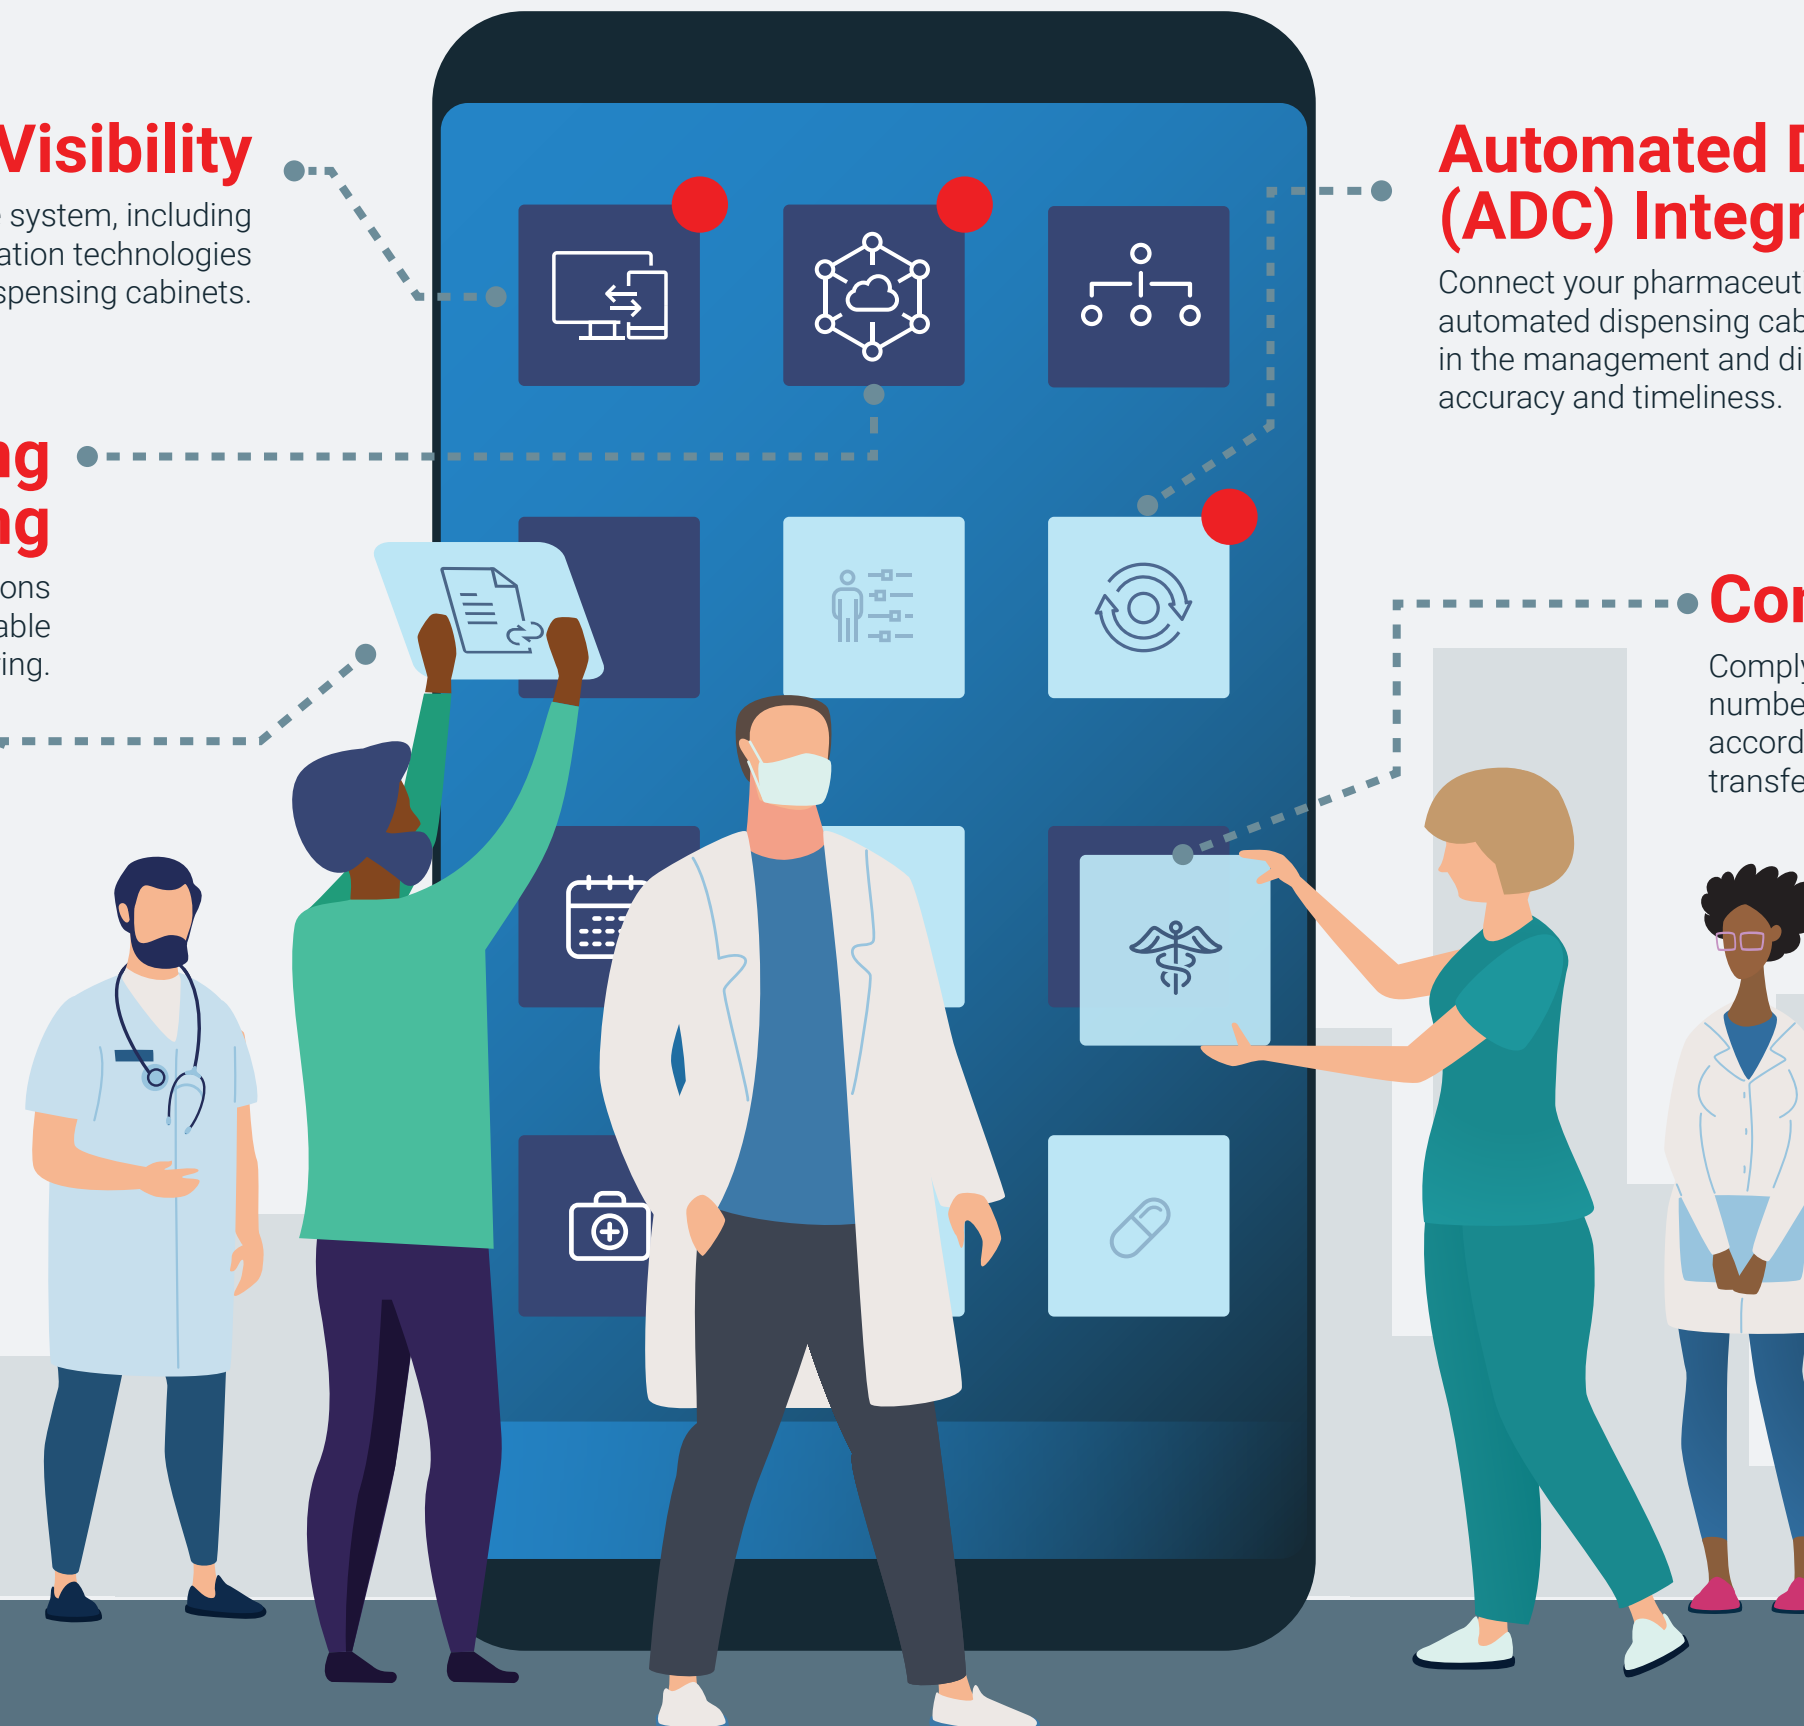 Visibility
system, including
ation technologies
spensing cabinets.
ng
ng
ons
able
ing.
Automated D
(ADC) Integr
Connect your pharmaceut
automated dispensing cab
in the management and di
accuracy and timeliness.
Con
Comply
numbe
accord
transfe